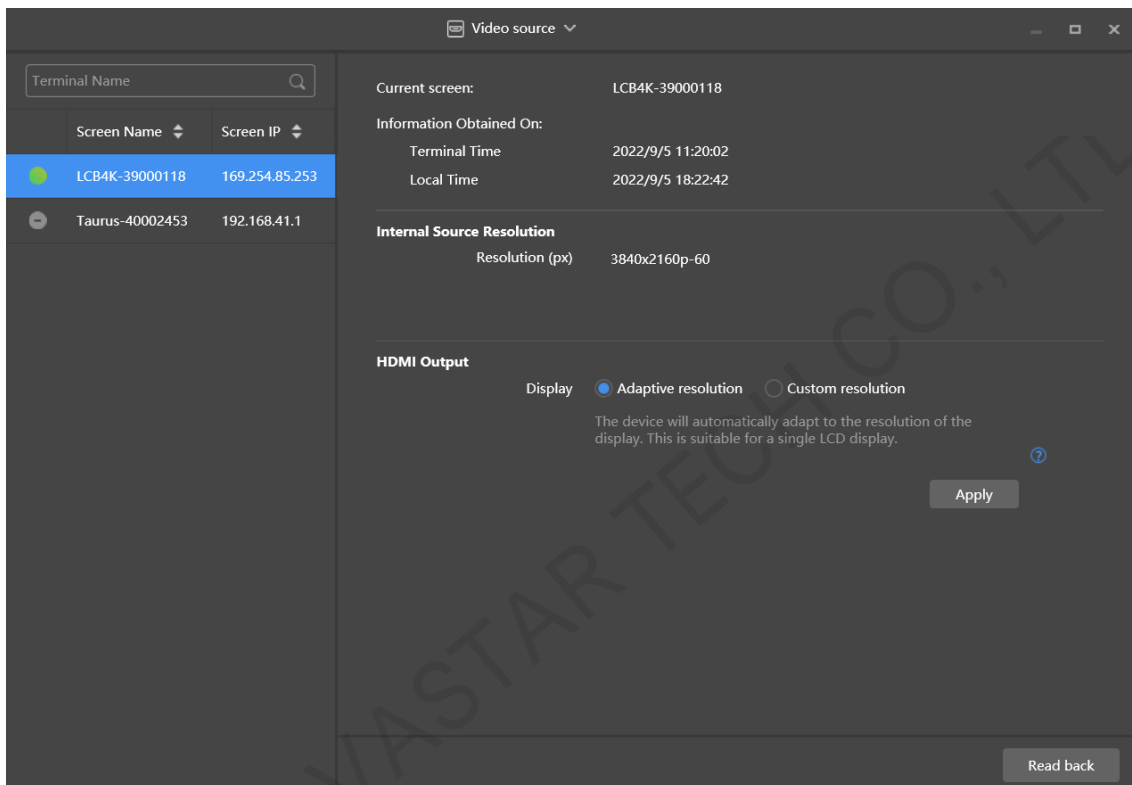 Video source
Terminal Name
Screen Name Screen IP
LCB4K-39000118 169.254.85.253
Taurus-40002453 192.168.41.1
Current screen: LCB4K-39000118
Information Obtained On:
Terminal Time 2022/9/5 11:20:02
Local Time 2022/9/5 18:22:42
Internal Source Resolution
Resolution (px) 3840x2160p-60
HDMI Output
Display Adaptive resolution Custom resolution
The device will automatically adapt to the resolution of the
display. This is suitable for a single LCD display.
?
Apply
Read back
VASTAR TECH CO., LT